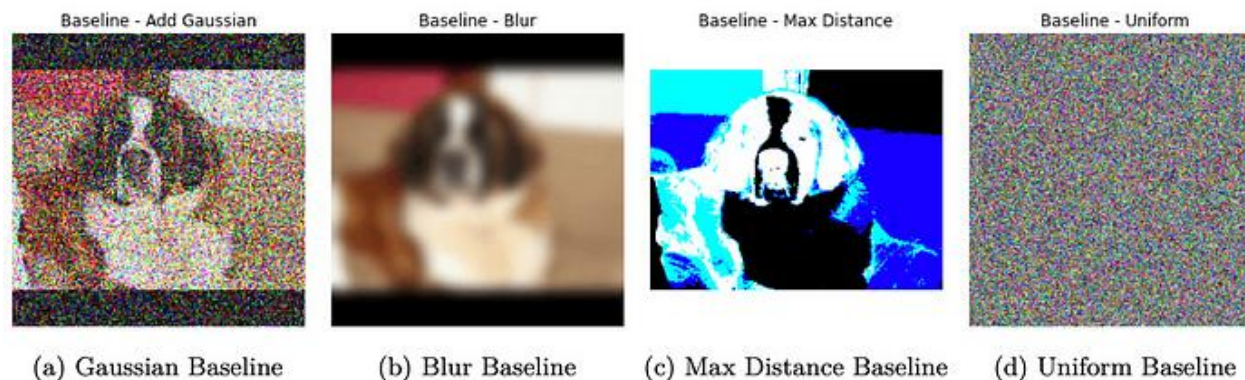 Baseline - Add Gaussian
Baseline - Blur
Baseline - Max Distance
Baseline - Uniform
(a) Gaussian Baseline
(b) Blur Baseline
(c) Max Distance Baseline
(d) Uniform Baseline